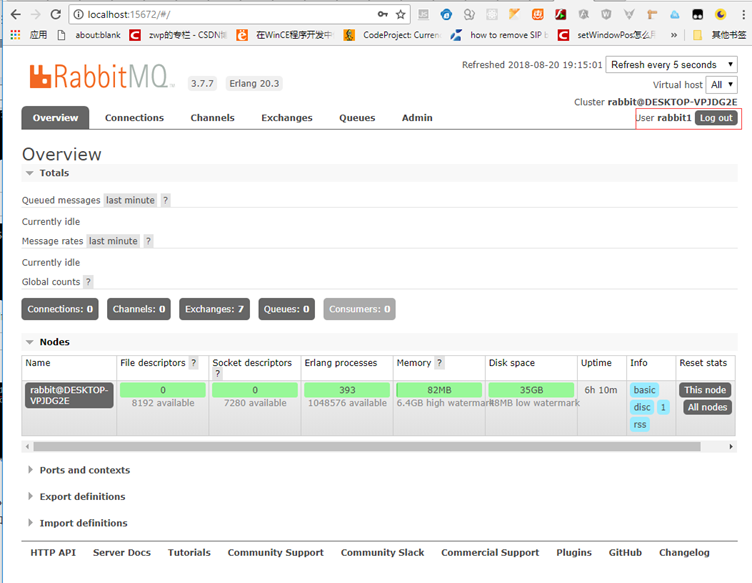 localhost:15672/#/
应用 about:blank zwp的专栏 - CSDN 在WinCE程序开发中 CodeProject: Curren how to remove SIP setWindowPos怎么 » 其他书签
RabbitMQ 3.7.7 Erlang 20.3
Refreshed 2018-08-20 19:15:01 Refresh every 5 seconds
Virtual host All
Cluster rabbit@DESKTOP-VPJDG2E
User rabbit1 Log out
Overview Connections Channels Exchanges Queues Admin
Overview
Totals
Queued messages last minute ?
Currently idle
Message rates last minute ?
Currently idle
Global counts ?
Connections: 0 Channels: 0 Exchanges: 7 Queues: 0 Consumers: 0
Nodes
Name File descriptors ? Socket descriptors ? Erlang processes Memory ? Disk space Uptime Info Reset stats
rabbit@DESKTOP-VPJDG2E 0 0 393 82MB 35GB 6h 10m basic This node
8192 available 7280 available 1048576 available 6.4GB high watermark 48MB low watermark disc 1 All nodes
rss
Ports and contexts
Export definitions
Import definitions
HTTP API Server Docs Tutorials Community Support Community Slack Commercial Support Plugins GitHub Changelog